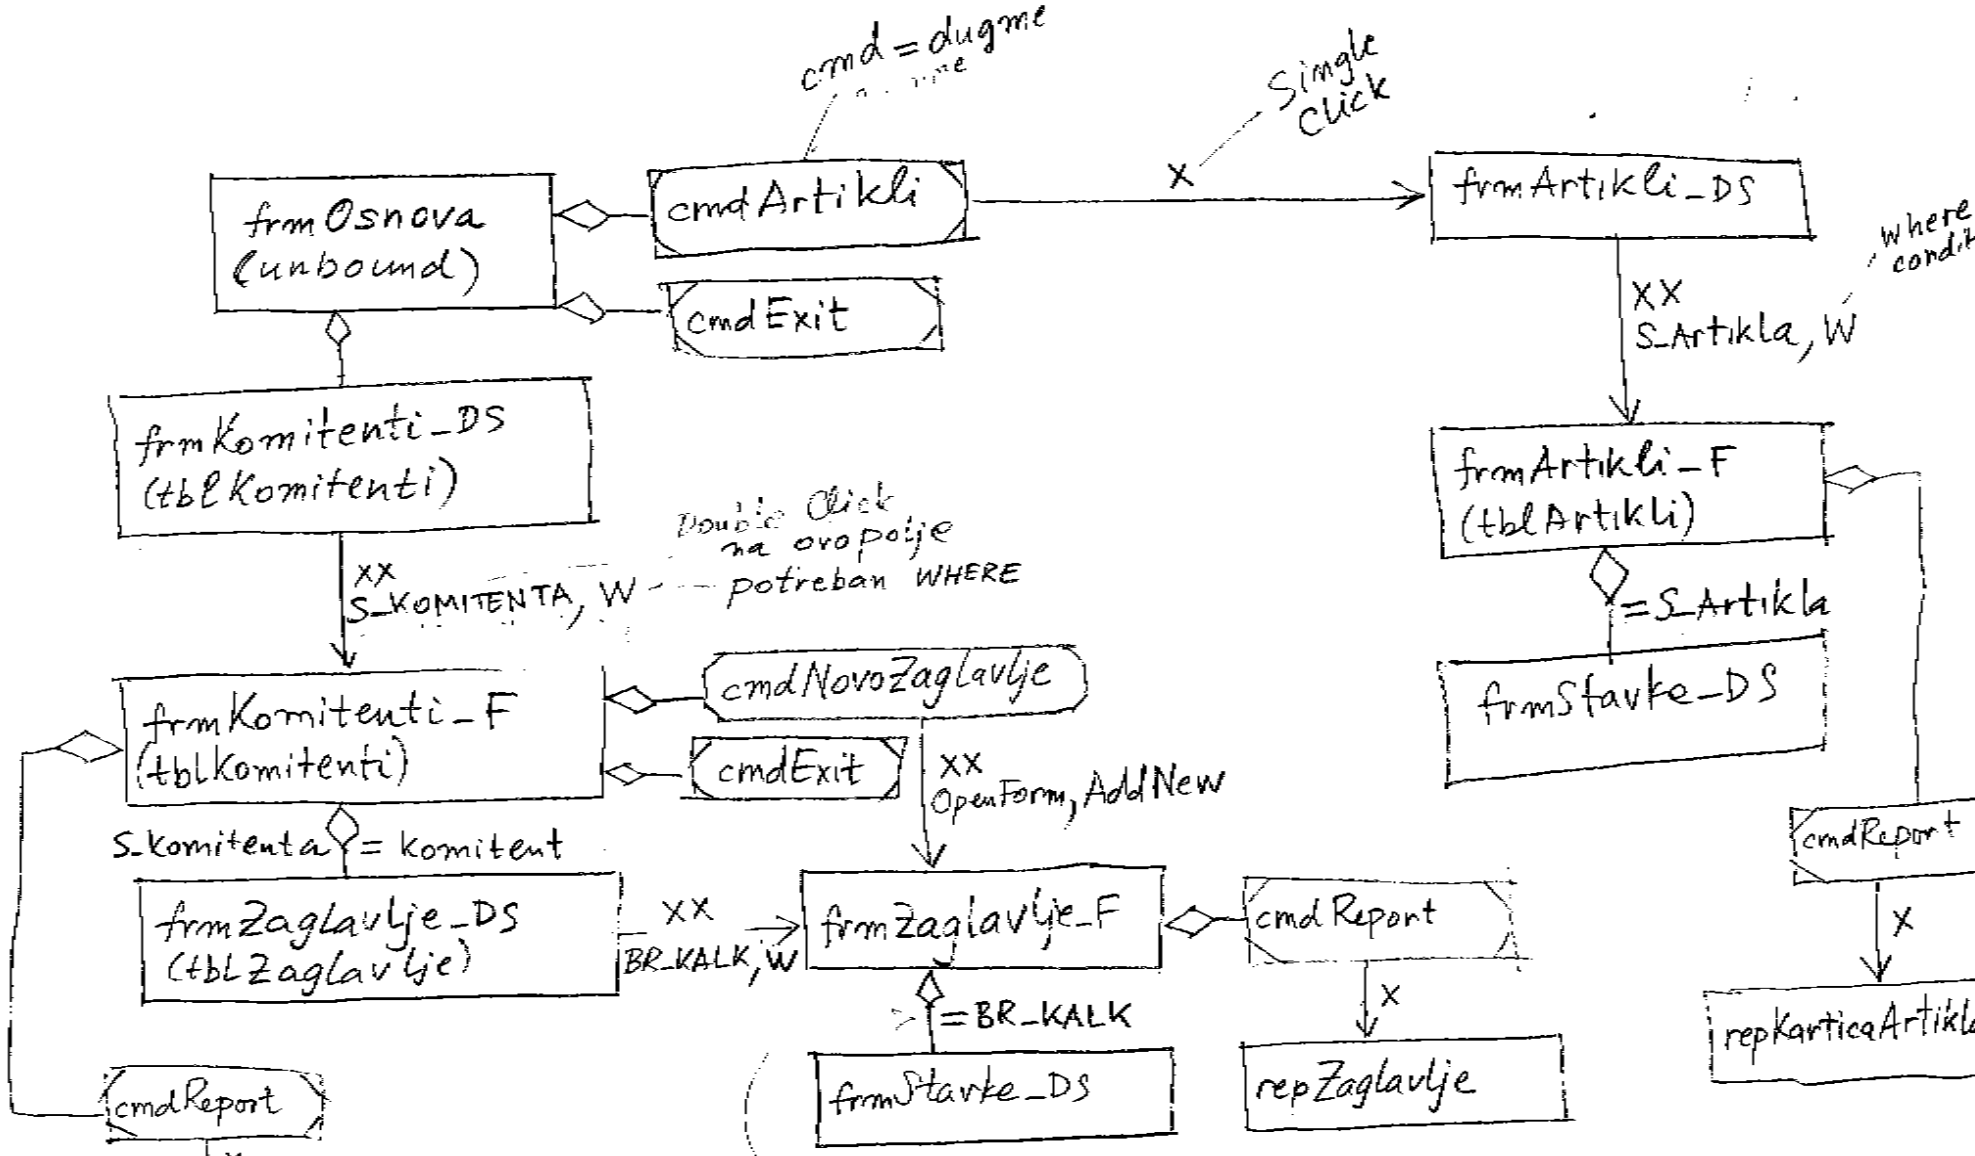 cmd = dugme
Single
Click
frmOsnova
(unbound)
cmdArtikli
X
frmArtikli_DS
where
cmdExit
XX
S_Artikla, W
frmKomitenti_DS
(tblKomitenti)
frmArtikli_F
(tblArtikli)
Double Click
na ovo polje
potreban WHERE
XX
S_KOMITENTA, W
= S_Artikla
frmStavke_DS
cmdNovoZaglavlje
frmKomitenti_F
(tblKomitenti)
cmdExit
XX
OpenForm, AddNew
cmdReport
S_Komitenta = komitent
frmZaglavlje_DS
(tblZaglavlje)
XX
BR_KALK, W
frmZaglavlje_F
cmdReport
X
X
= BR_KALK
repKarticaArtikla
cmdReport
frmStavke_DS
repZaglavlje